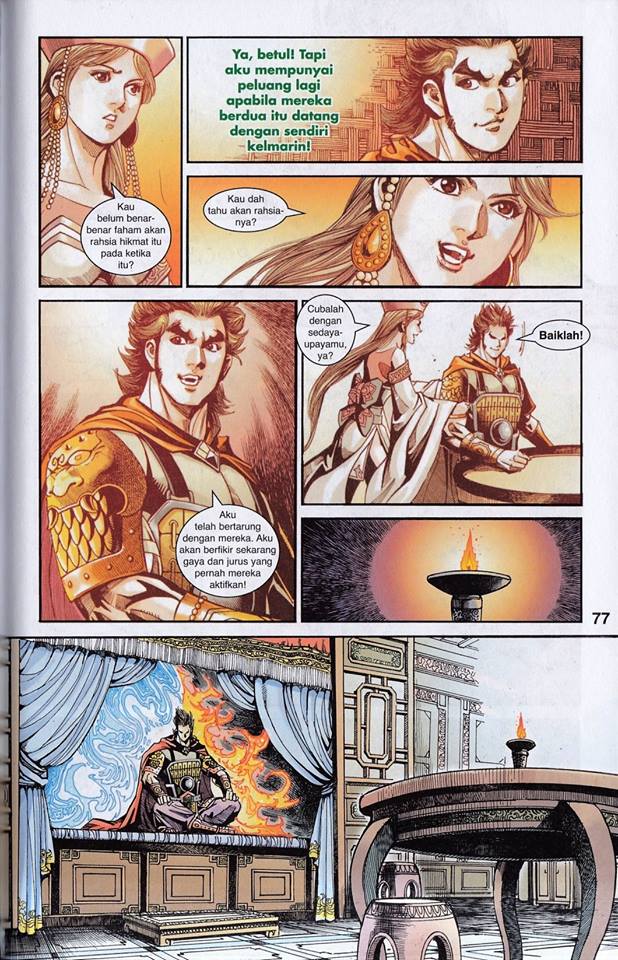 Kau
belum benar-
benar faham akan
rahsia hikmat itu
pada ketika
itu?
Ya, betul! Tapi
aku mempunyai
peluang lagi
apabila mereka
berdua itu datang
dengan sendiri
kelmarin!
Kau dah
tahu akan rahsia-
nya?
Aku
telah bertarung
dengan mereka. Aku
akan berfikir sekarang
gaya dan jurus yang
pernah mereka
aktifkan!
Cubalah
dengan
sedaya-
upayamu,
ya?
Baiklah!
77